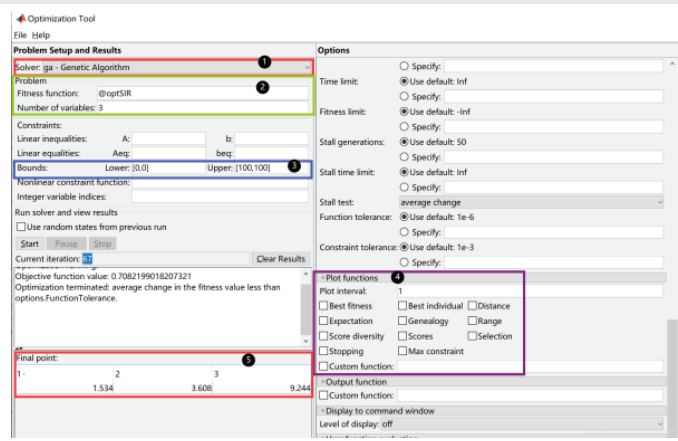 Optimization Tool
File Help
Problem Setup and Results
Solver: ga - Genetic Algorithm
1
Problem
2
Fitness function: @optSIR
Number of variables: 3
Constraints:
Linear inequalities: A: b:
Linear equalities: Aeq: beq:
Bounds: Lower: [0,0] Upper: [100,100]
3
Nonlinear constraint function:
Integer variable indices:
Run solver and view results
Use random states from previous run
Start Pause Stop
Current iteration: 67 Clear Results
Objective function value: 0.7082199018207321
Optimization terminated: average change in the fitness value less than
options.FunctionTolerance.
Final point:
5
1 2 3
1.534 3.608 9.244
Options
Specify:
Time limit: Use default: Inf
Specify:
Fitness limit: Use default: -Inf
Specify:
Stall generations: Use default: 50
Specify:
Stall time limit: Use default: Inf
Specify:
Stall test: average change
Function tolerance: Use default: 1e-6
Specify:
Constraint tolerance: Use default: 1e-3
Specify:
Plot functions
4
Plot interval: 1
Best fitness Best individual Distance
Expectation Genealogy Range
Score diversity Scores Selection
Stopping Max constraint
Custom function:
Output function
Custom function:
Display to command window
Level of display: off